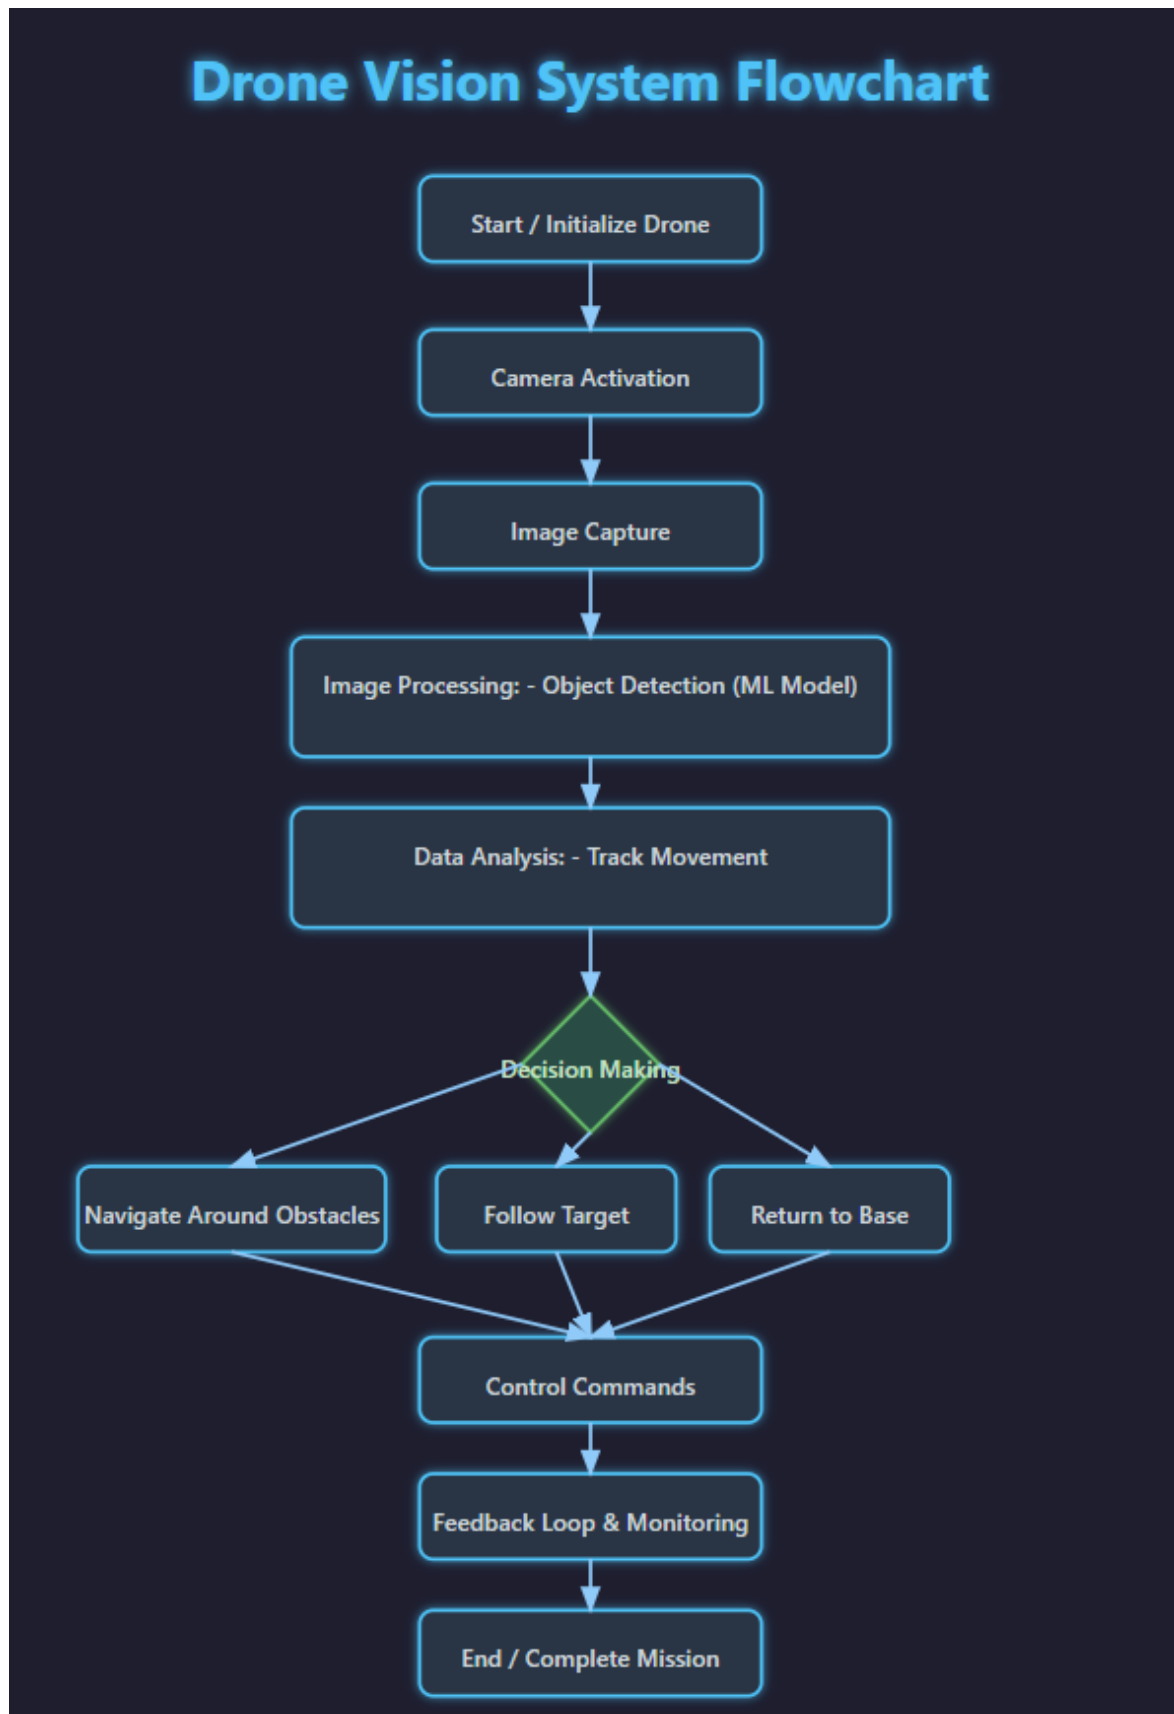 Drone Vision System Flowchart
Start / Initialize Drone
Camera Activation
Image Capture
Image Processing: - Object Detection (ML Model)
Data Analysis: - Track Movement
Decision Making
Navigate Around Obstacles
Follow Target
Return to Base
Control Commands
Feedback Loop & Monitoring
End / Complete Mission